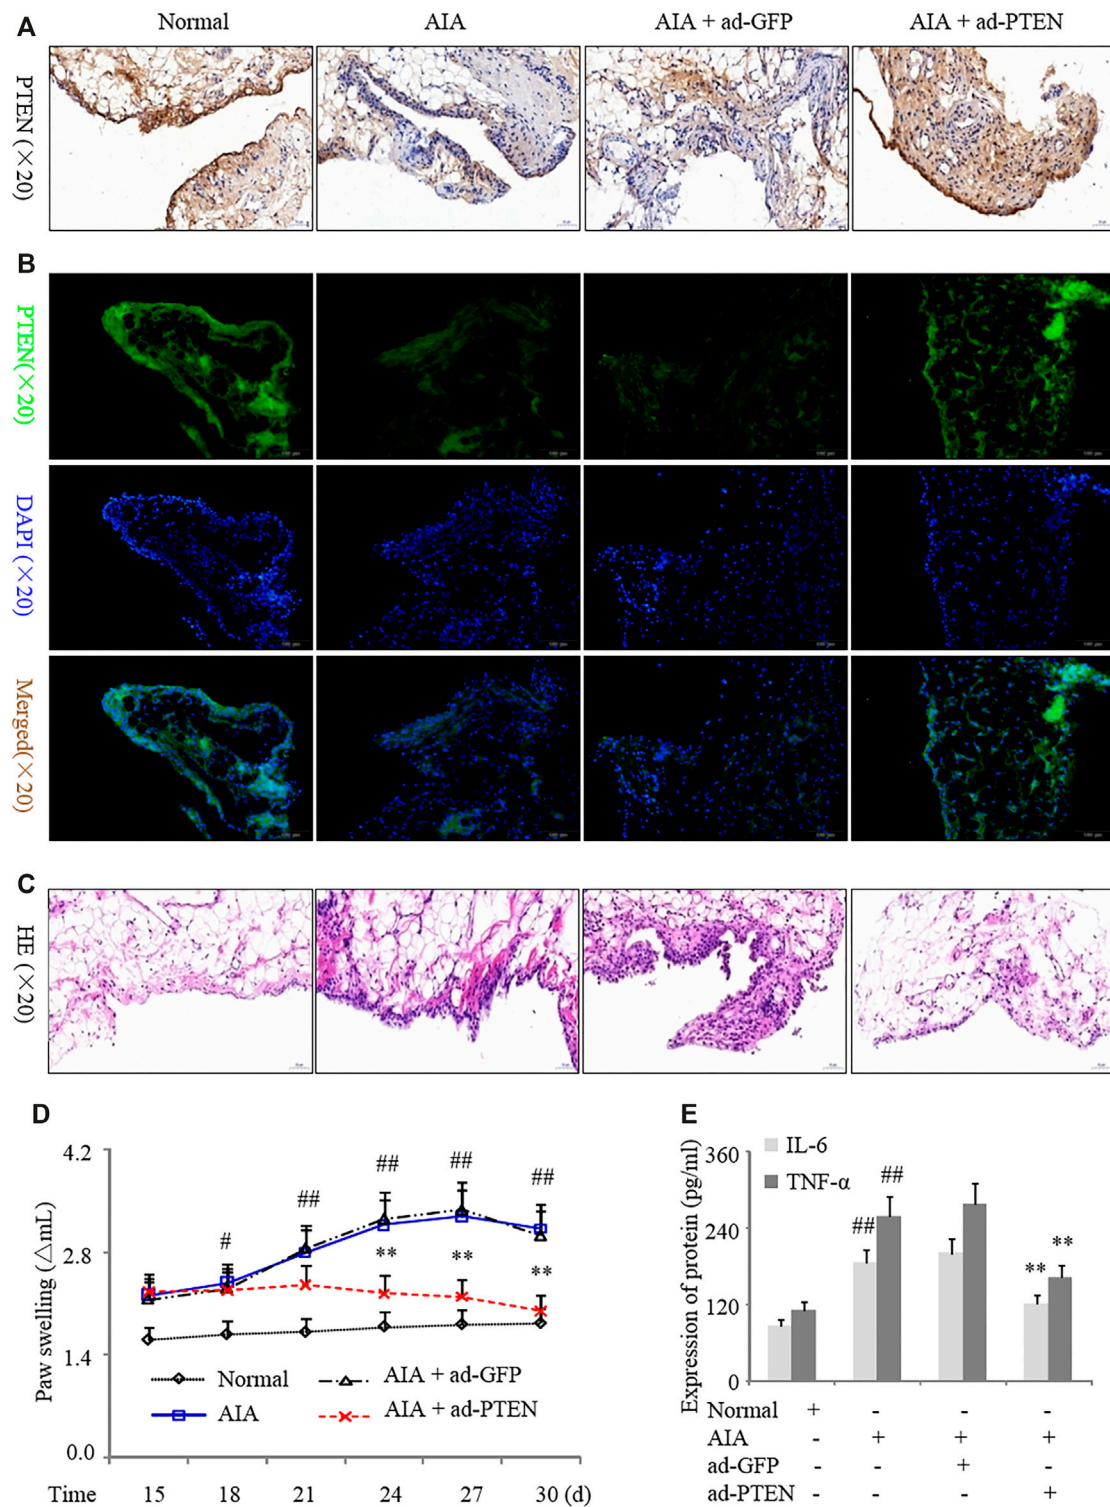 A
Normal
AIA
AIA + ad-GFP
AIA + ad-PTEN
PTEN (×20)
B
PTEN(×20)
DAPI (×20)
Merged(×20)
C
HE (×20)
D
Paw swelling (△mL)
4.2
2.8
1.4
0.0
#
##
##
##
##
**
**
**
Normal
AIA + ad-GFP
AIA
AIA + ad-PTEN
Time 15 18 21 24 27 30 (d)
E
Expression of protein (pg/ml)
360
240
120
0
IL-6
TNF-α
##
##
**
**
Normal + - - -
AIA - + + +
ad-GFP - - + -
ad-PTEN - - - +